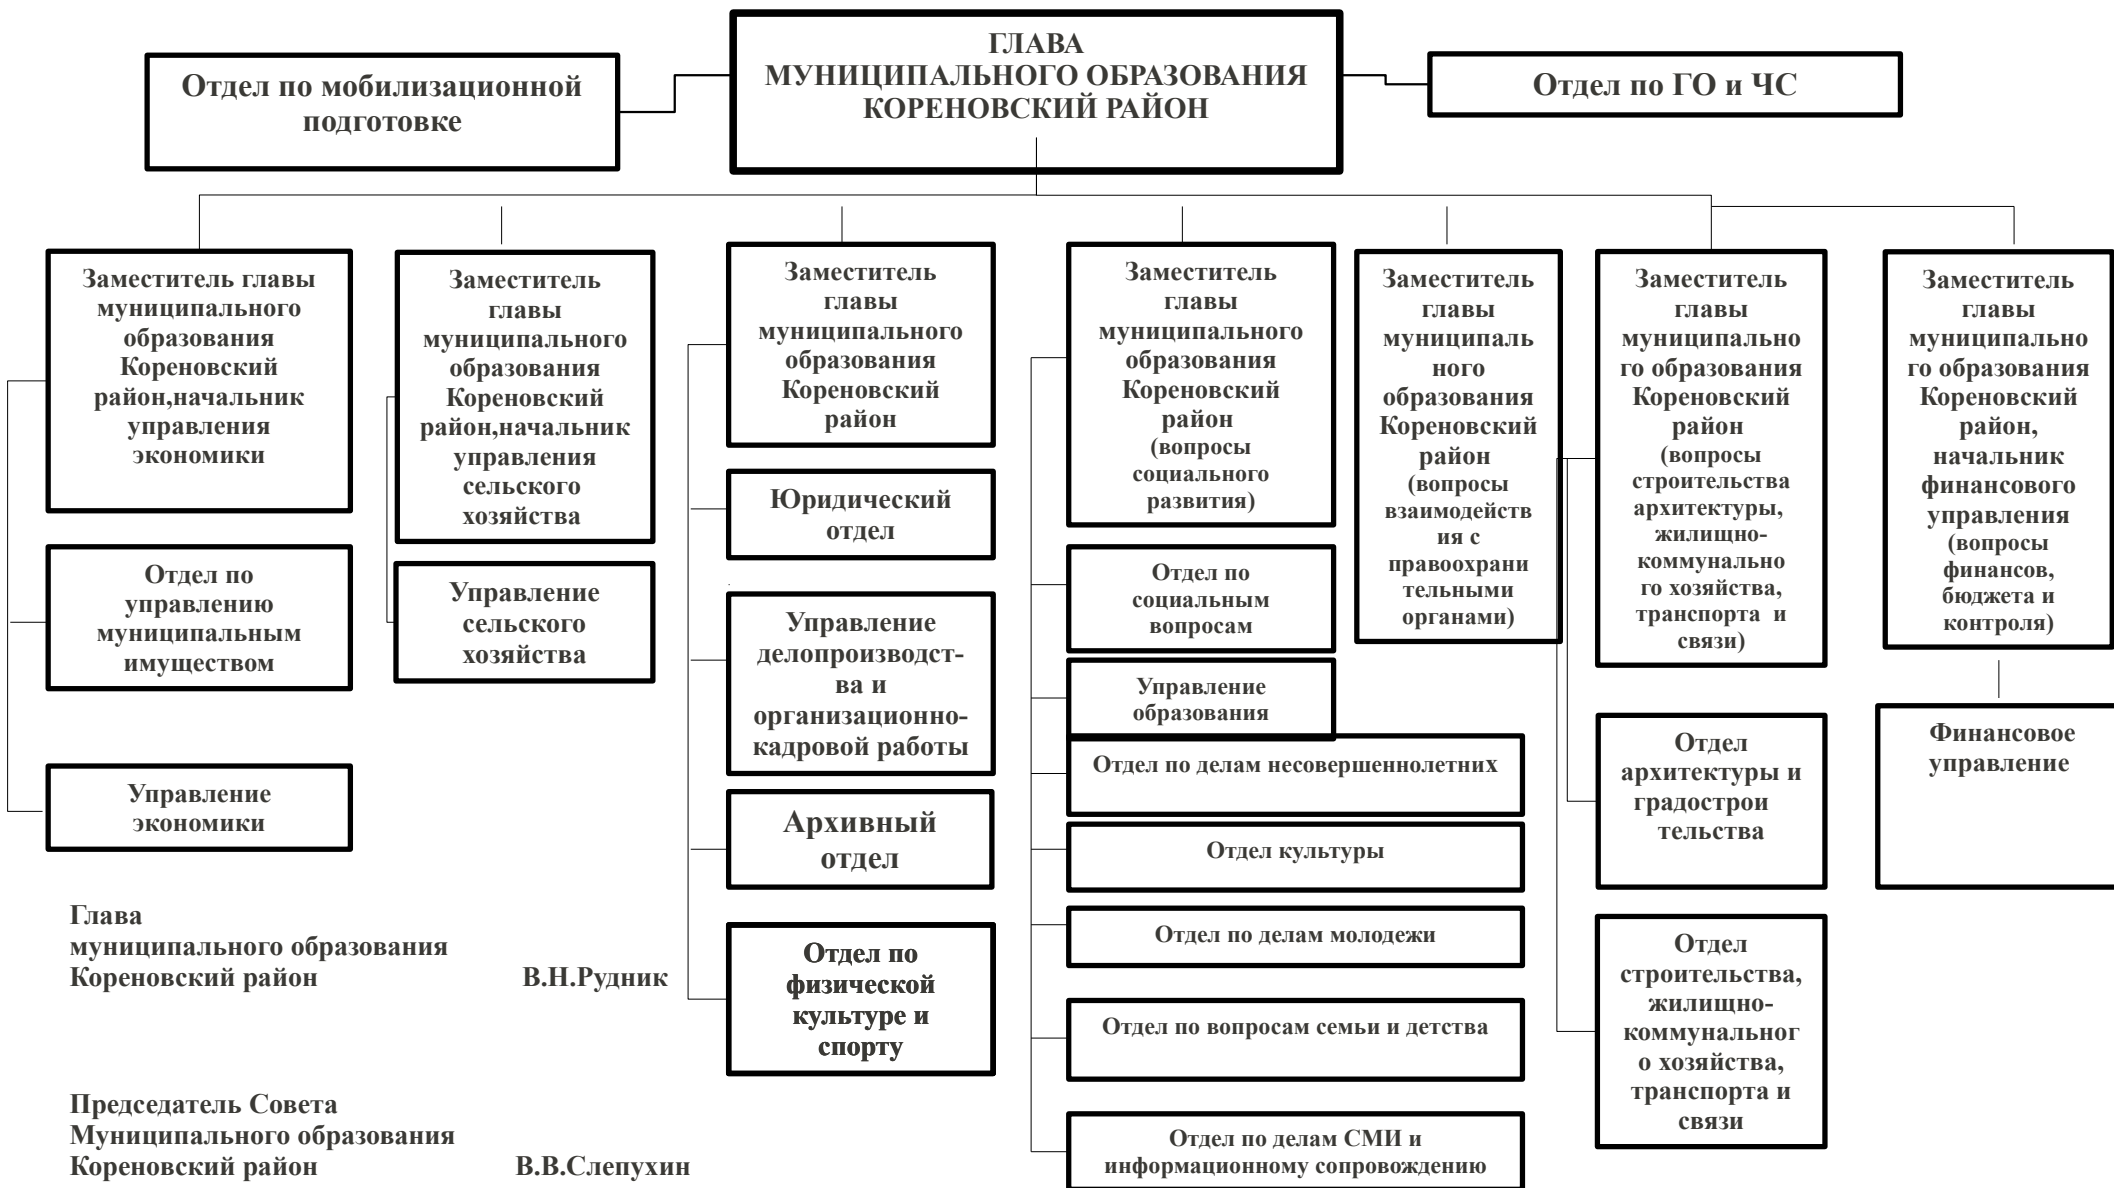 ГЛАВА
МУНИЦИПАЛЬНОГО ОБРАЗОВАНИЯ
КОРЕНОВСКИЙ РАЙОН
Отдел по мобилизационной
подготовке
Отдел по ГО и ЧС
Заместитель главы
муниципального
образования
Кореновский
район,начальник
управления
экономики
Отдел по
управлению
муниципальным
имуществом
Управление
экономики
Заместитель
главы
муниципального
образования
Кореновский
район,начальник
управления
сельского
хозяйства
Управление
сельского
хозяйства
Заместитель
главы
муниципального
образования
Кореновский
район
Юридический
отдел
Управление
делопроизводст-
ва и
организационно-
кадровой работы
Архивный
отдел
Отдел по
физической
культуре и
спорту
Заместитель
главы
муниципального
образования
Кореновский
район
(вопросы
социального
развития)
Отдел по
социальным
вопросам
Управление
образования
Отдел по делам несовершеннолетних
Отдел культуры
Отдел по делам молодежи
Отдел по вопросам семьи и детства
Отдел по делам СМИ и
информационному сопровождению
Заместитель
главы
муниципаль
ного
образования
Кореновский
район
(вопросы
взаимодейств
ия с
правоохрани
тельными
органами)
Заместитель
главы
муниципально
го образования
Кореновский
район
(вопросы
строительства
архитектуры,
жилищно-
коммунально
го хозяйства,
транспорта и
связи)
Отдел
архитектуры и
градострои
тельства
Отдел
строительства,
жилищно-
коммунальног
о хозяйства,
транспорта и
связи
Заместитель
главы
муниципально
го образования
Кореновский
район,
начальник
финансового
управления
(вопросы
финансов,
бюджета и
контроля)
Финансовое
управление
Глава
муниципального образования
Кореновский район В.Н.Рудник
Председатель Совета
Муниципального образования
Кореновский район В.В.Слепухин